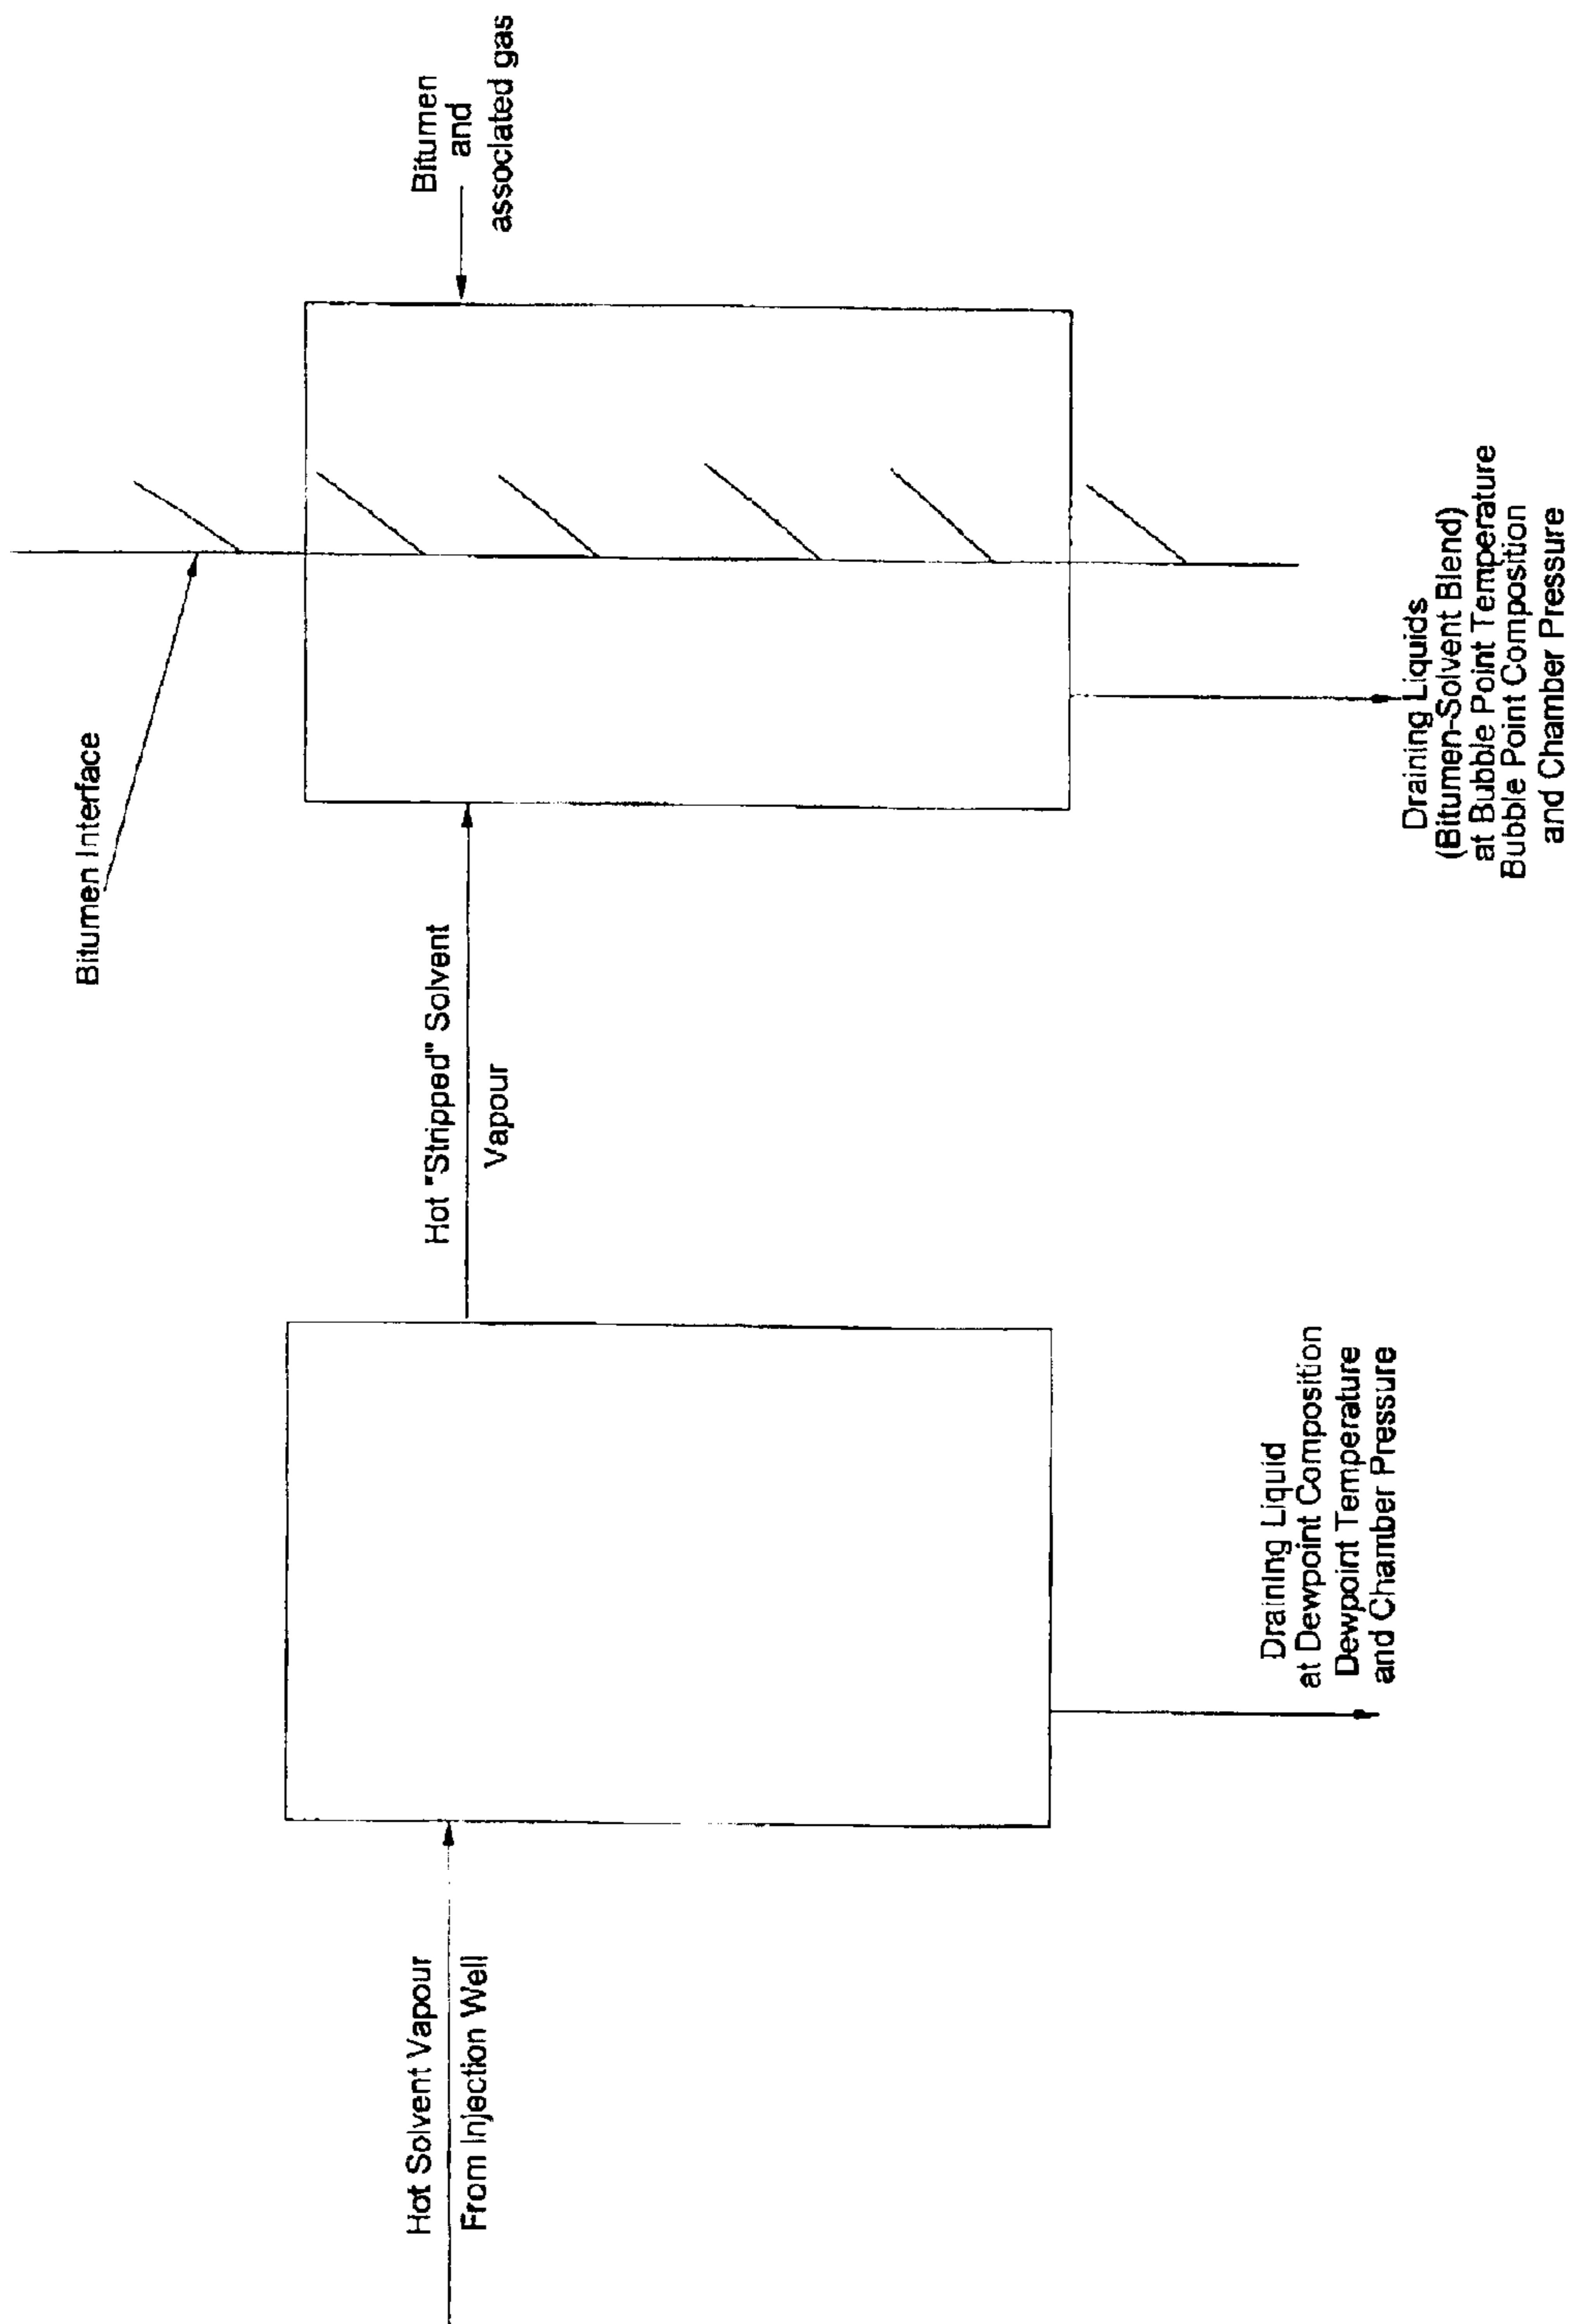 Hot Solvent Vapour
From Injection Well
Draining Liquid
at Dewpoint Composition
Dewpoint Temperature
and Chamber Pressure
Hot "Stripped" Solvent
Vapour
Bitumen Interface
Draining Liquids
(Bitumen-Solvent Blend)
at Bubble Point Temperature
Bubble Point Composition
and Chamber Pressure
Bitumen
and
associated gas